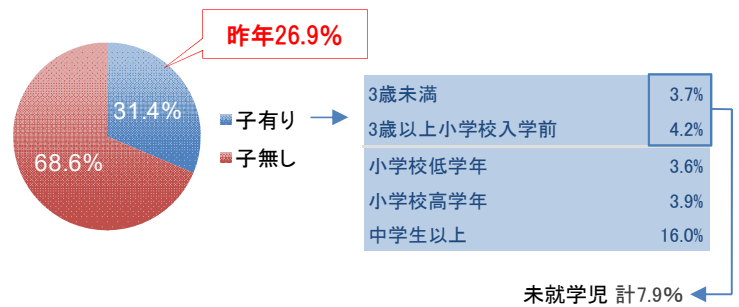 昨年26.9%
31.4%
68.6%
子有り
子無し
3歳未満 3.7%
3歳以上小学校入学前 4.2%
小学校低学年 3.6%
小学校高学年 3.9%
中学生以上 16.0%
未就学児 計7.9%